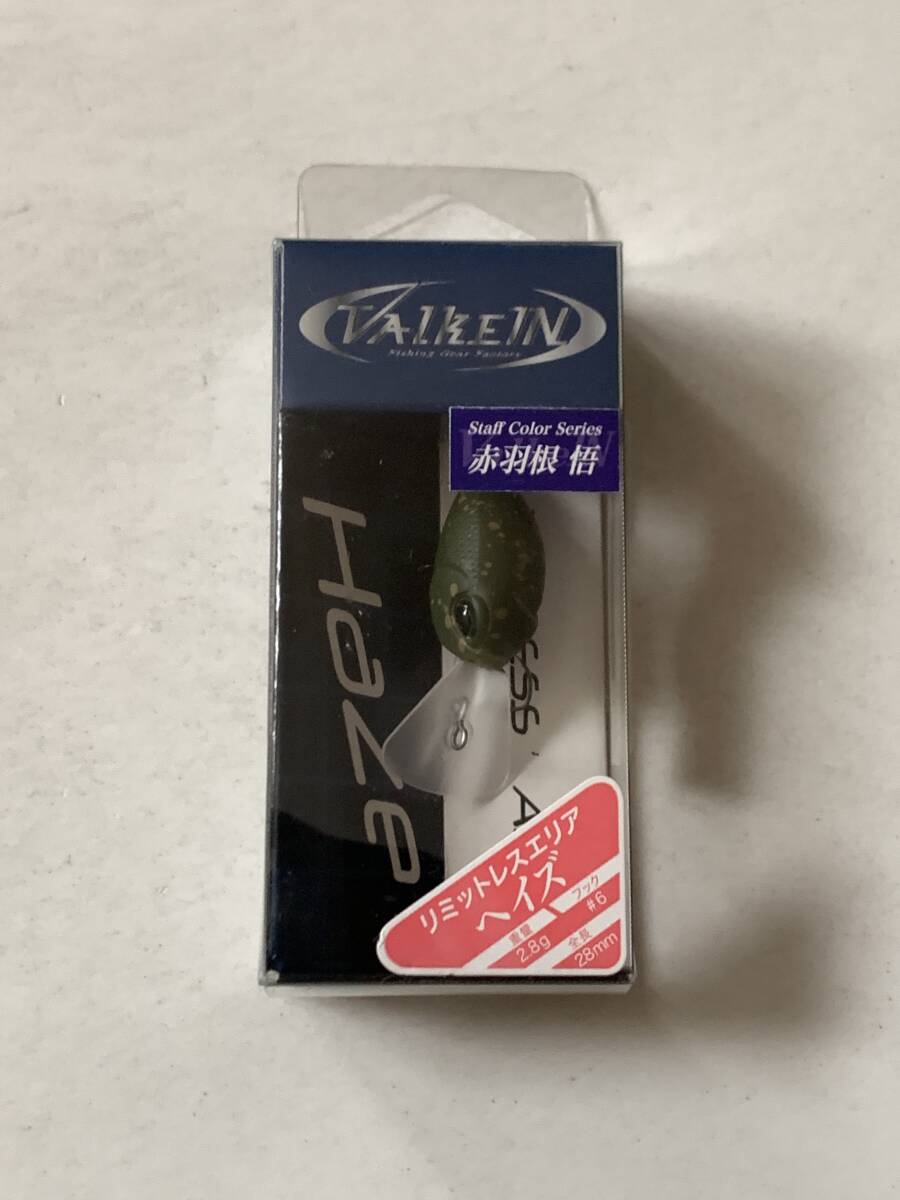 VALKEIN
Fishing Gear Factory
Staff Color Series
赤羽根 悟
Haze
リミットレスエリア
ヘイズ
重量
2.8g
フック
#6
全長
28mm